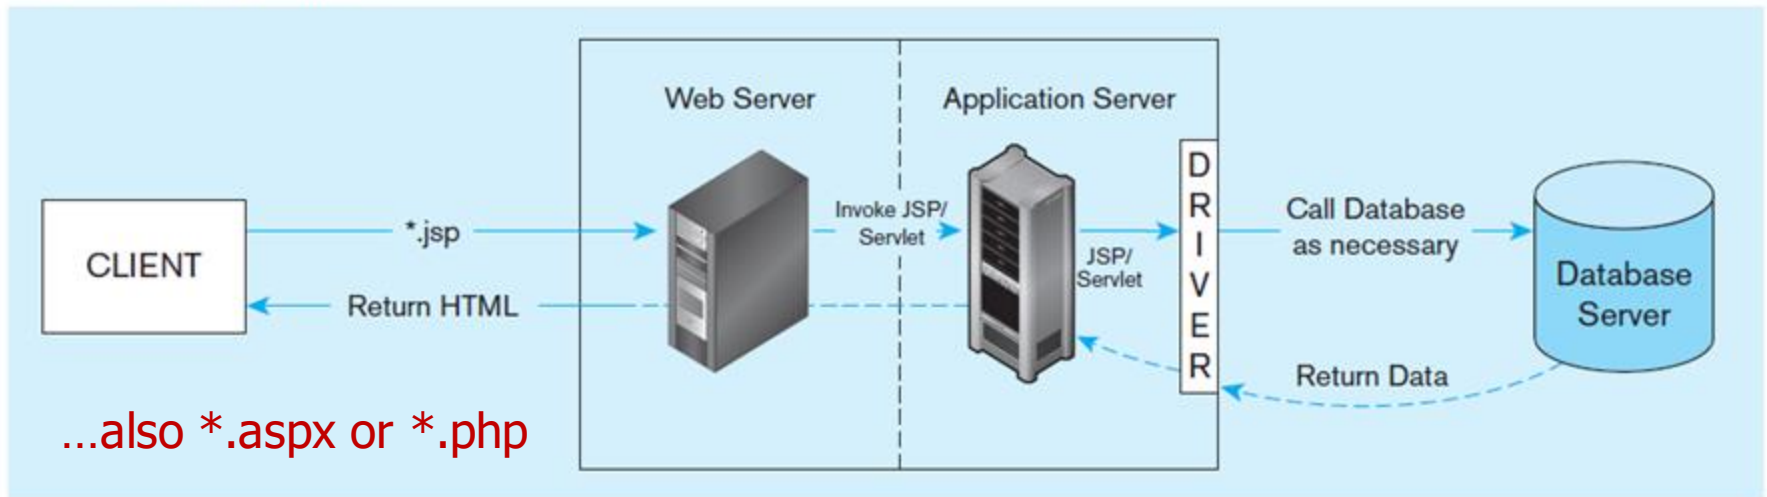 Web Server
Application Server
CLIENT
*.jsp
Return HTML
Invoke JSP/
Servlet
JSP/
Servlet
D
R
I
V
E
R
Call Database
as necessary
Return Data
Database
Server
...also *.aspx or *.php